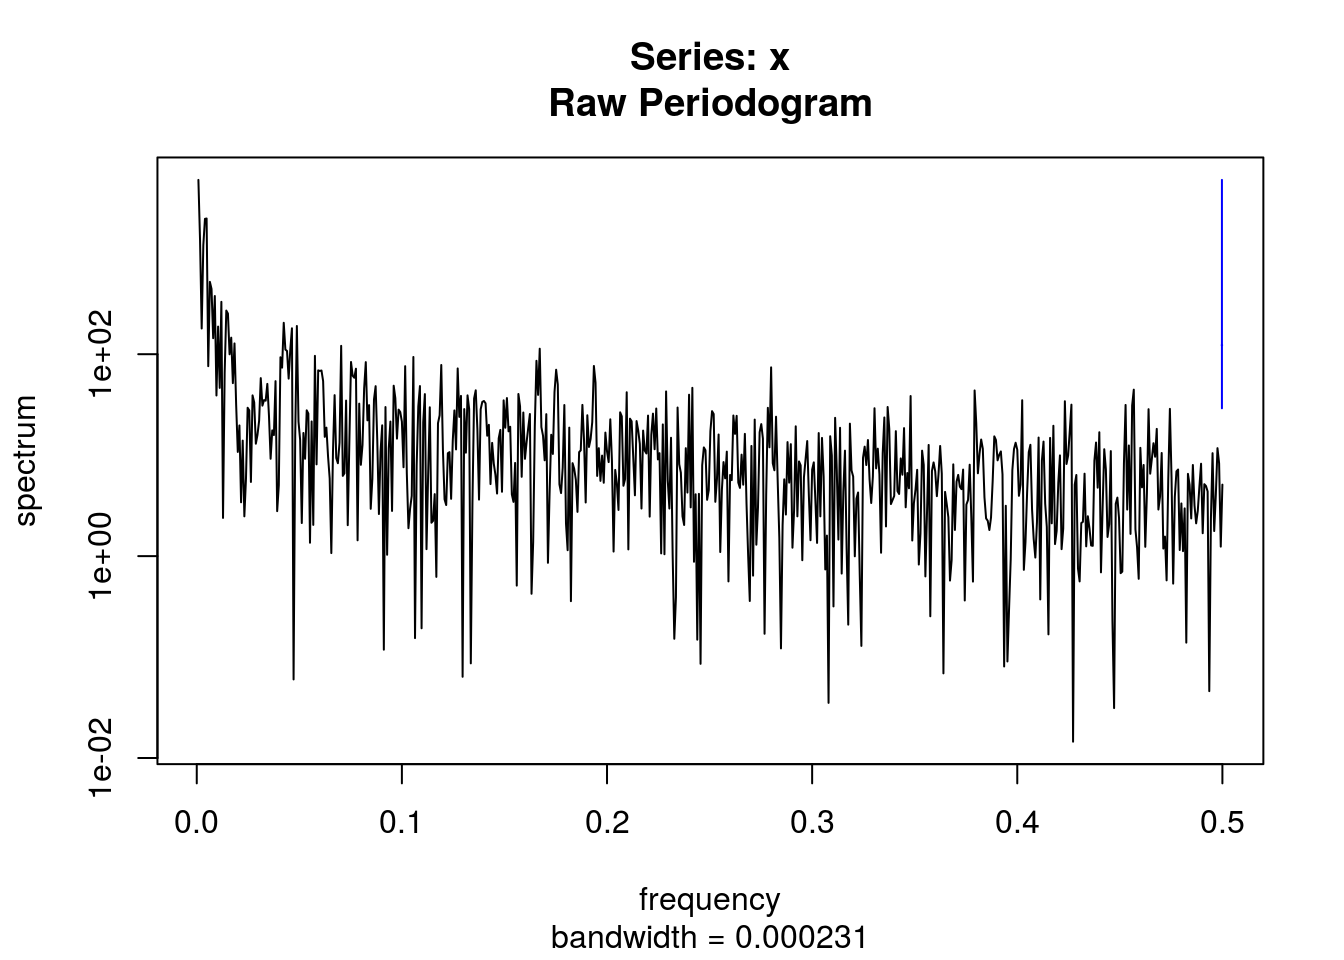 Series: x
Raw Periodogram
spectrum
1e+02
1e+00
1e-02
0.0 0.1 0.2 0.3 0.4 0.5
frequency
bandwidth = 0.000231